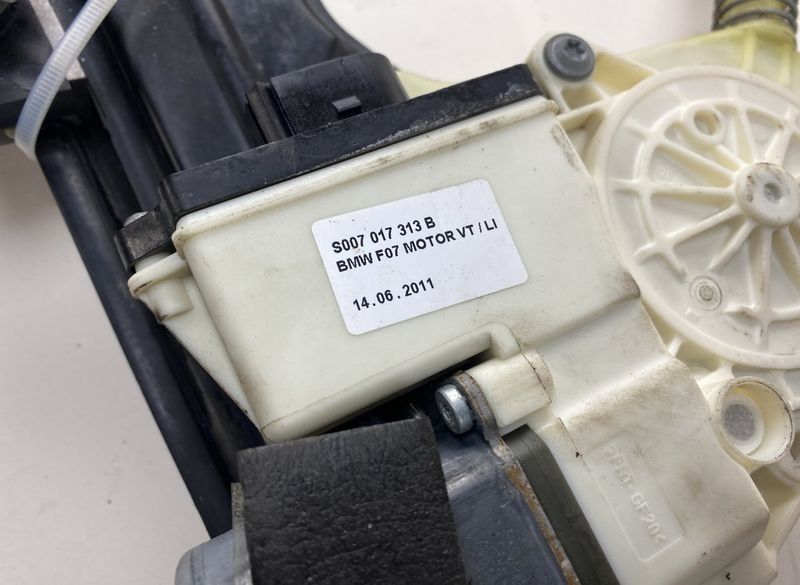 S007 017 313 B
BMW F07 MOTOR VT / LI
14.06.2011